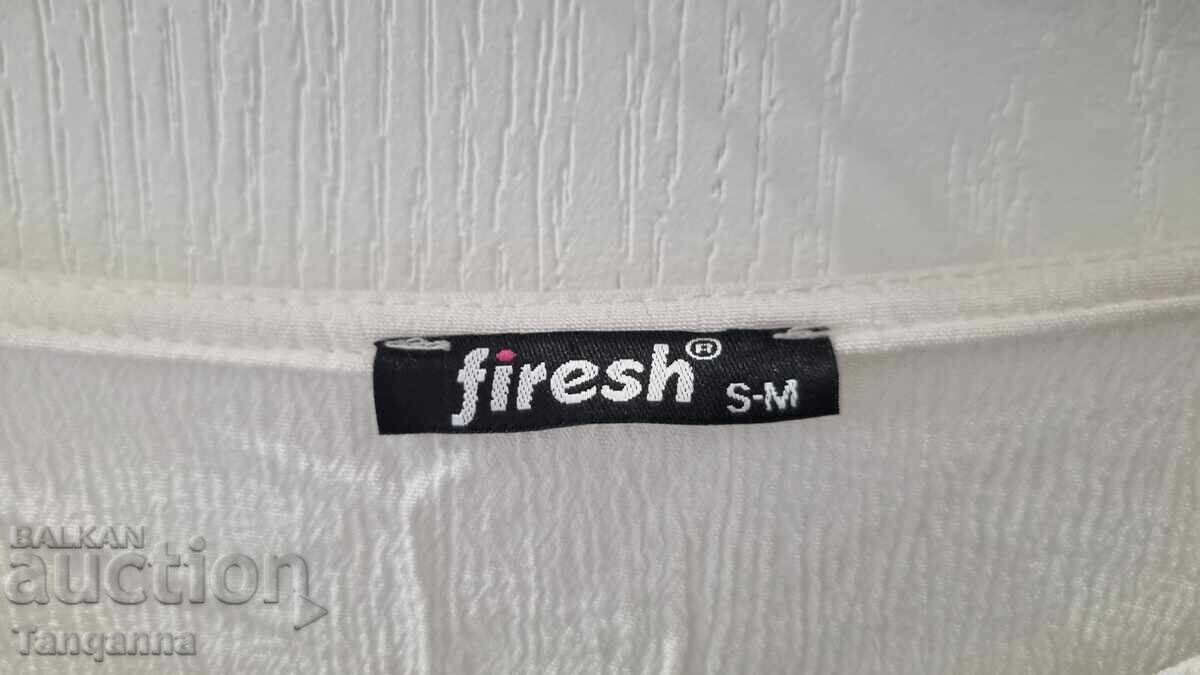 firesh® S-M
BALKAN
auction
Tanganna